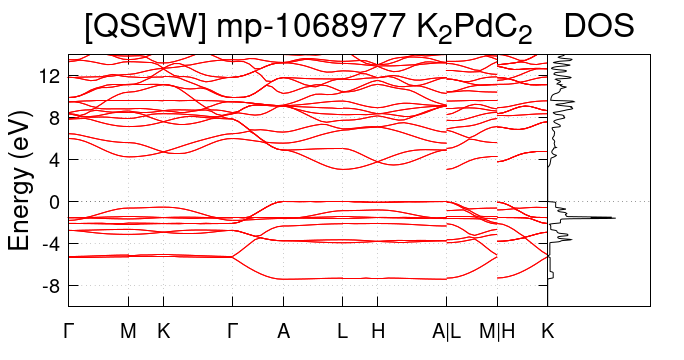 [QSGW] mp-1068977 K₂PdC₂ DOS
12
8
4
0
-4
-8
Energy (eV)
Γ M K Γ A L H A|L M|H K